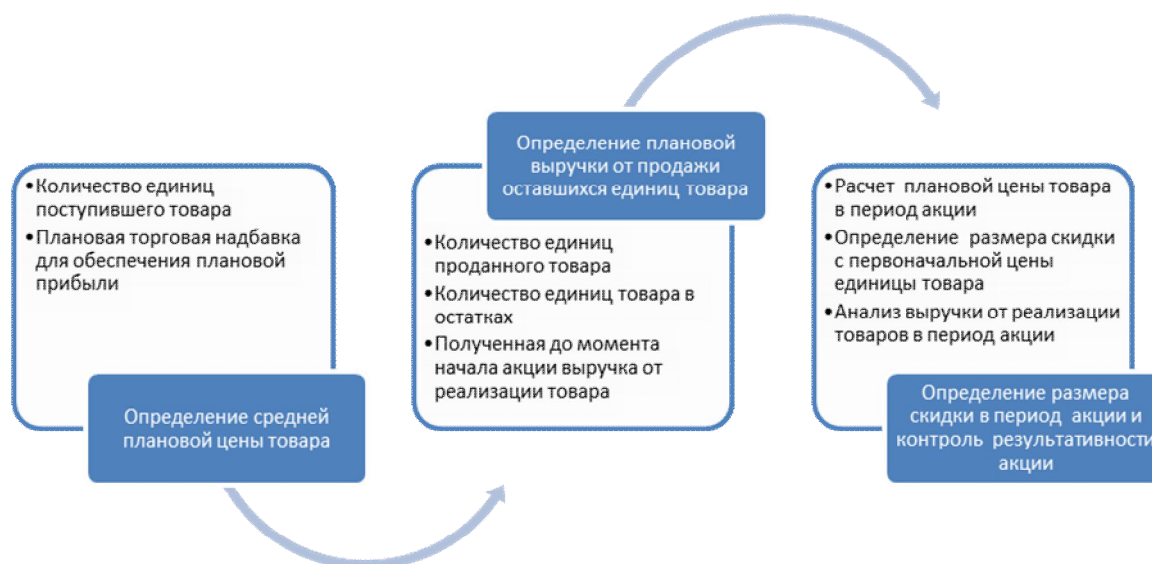 •Количество единиц
поступившего товара
•Плановая торговая надбавка
для обеспечения плановой
прибыли
Определение средней
плановой цены товара
Определение плановой
выручки от продажи
оставшихся единиц товара
•Количество единиц
проданного товара
•Количество единиц товара в
остатках
•Полученная до момента
начала акции выручка от
реализации товара
•Расчет плановой цены товара
в период акции
•Определение размера скидки
с первоначальной цены
единицы товара
•Анализ выручки от реализации
товаров в период акции
Определение размера
скидки в период акции и
контроль результативности
акции